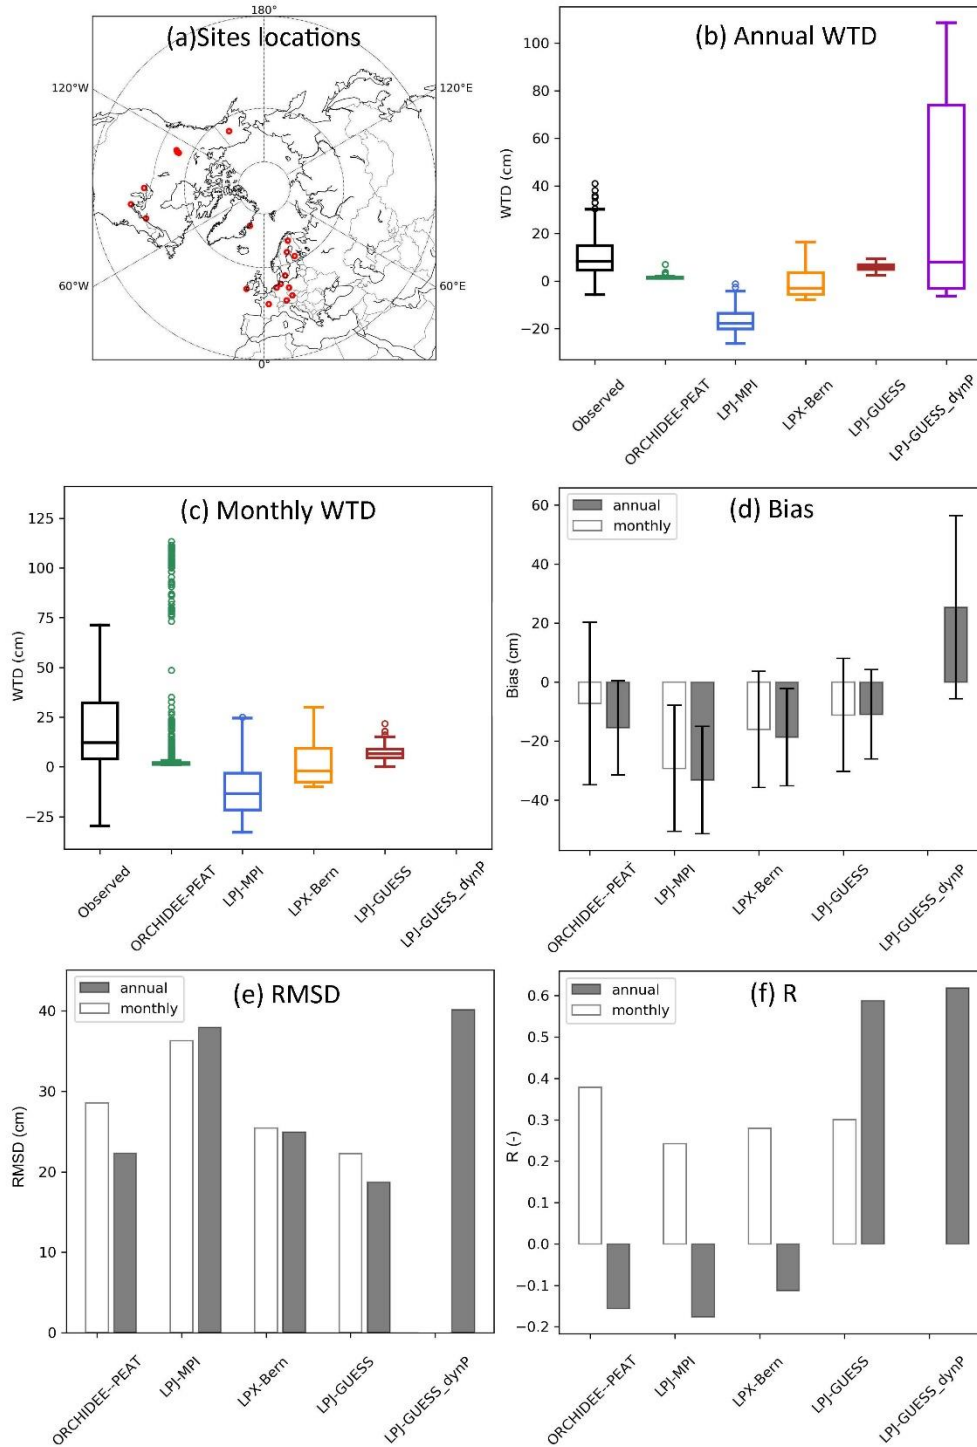 180°
(a)Sites locations
120°W
120°E
60°W
60°E
0°
(b) Annual WTD
WTD (cm)
100
80
60
40
20
0
−20
Observed
ORCHIDEE-PEAT
LPJ-MPI
LPX-Bern
LPJ-GUESS
LPJ-GUESS_dynP
(c) Monthly WTD
WTD (cm)
125
100
75
50
25
0
−25
Observed
ORCHIDEE-PEAT
LPJ-MPI
LPX-Bern
LPJ-GUESS
LPJ-GUESS_dynP
(d) Bias
annual
monthly
Bias (cm)
60
40
20
0
−20
−40
ORCHIDEE--PEAT
LPJ-MPI
LPX-Bern
LPJ-GUESS
LPJ-GUESS_dynP
(e) RMSD
annual
monthly
RMSD (cm)
40
30
20
10
0
ORCHIDEE--PEAT
LPJ-MPI
LPX-Bern
LPJ-GUESS
LPJ-GUESS_dynP
(f) R
annual
monthly
R (-)
0.6
0.5
0.4
0.3
0.2
0.1
0.0
−0.1
−0.2
ORCHIDEE--PEAT
LPJ-MPI
LPX-Bern
LPJ-GUESS
LPJ-GUESS_dynP